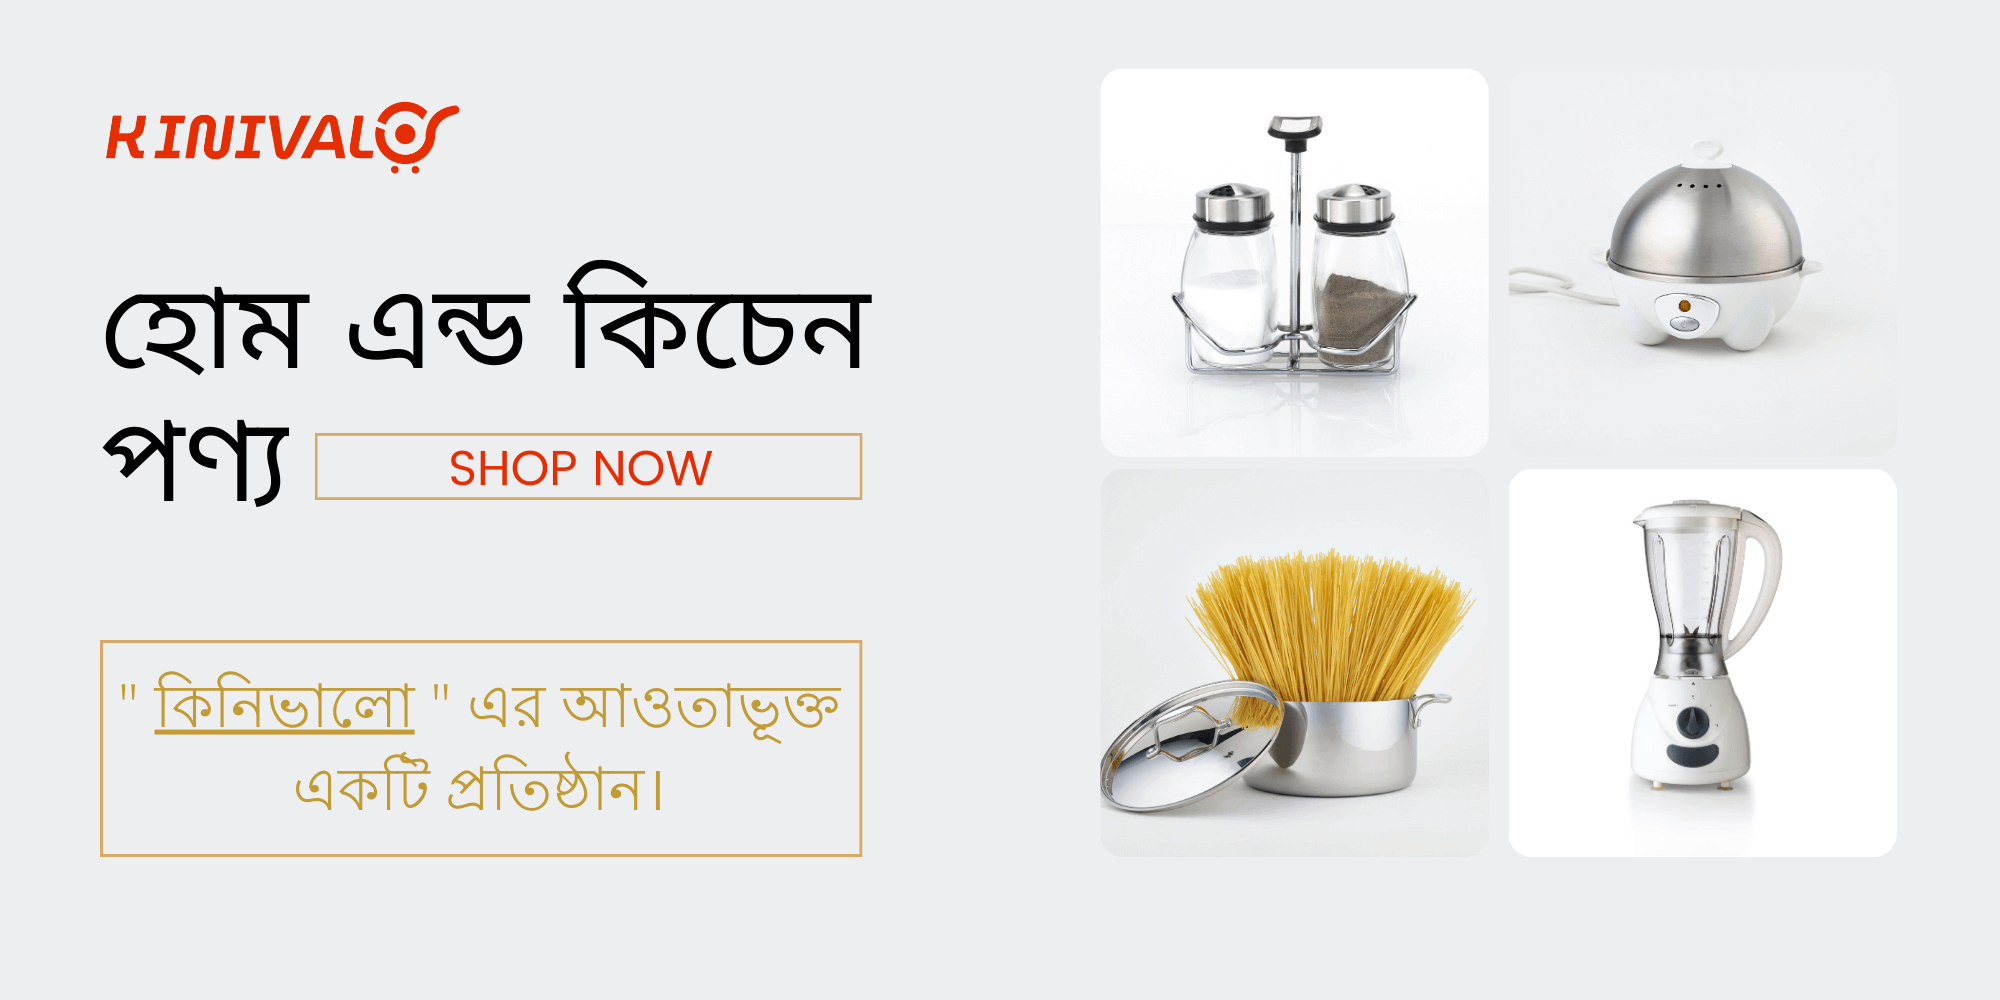 KINIVALO
হোম এন্ড কিচেন
পণ্য
SHOP NOW
" কিনিভালো " এর আওতাভূক্ত
একটি প্রতিষ্ঠান।